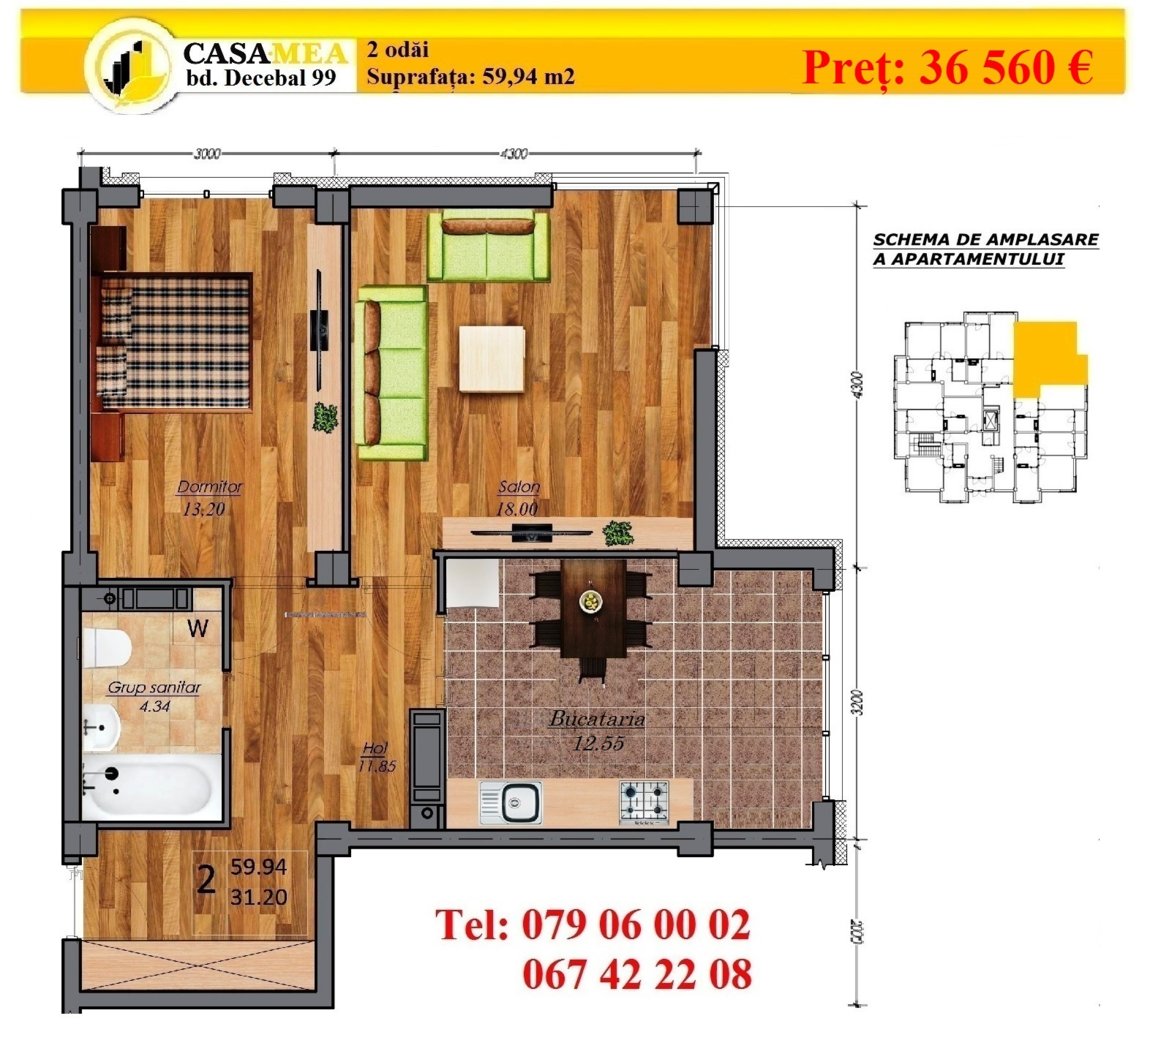 CASA MEA
bd. Decebal 99
2 odăi
Suprafața: 59,94 m2
Preț: 36 560 €
3000
4300
SCHEMA DE AMPLASARE
A APARTAMENTULUI
4300
Dormitor
13,20
Salon
18.00
W
Grup sanitar
4.34
Hol
11.85
Bucataria
12.55
3200
2
59.94
31.20
2000
Tel: 079 06 00 02
067 42 22 08